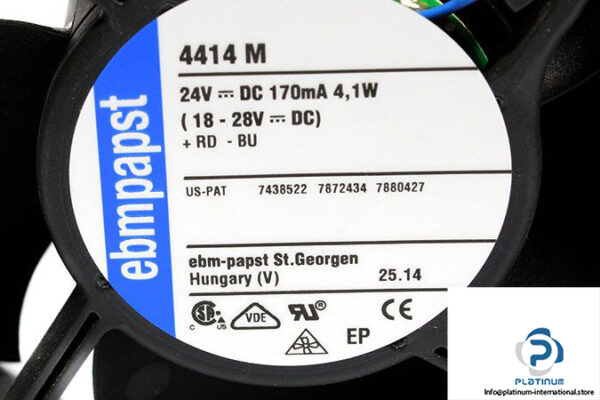 ebmpapst
4414 M
24V ⎓ DC 170mA 4,1W
( 18 - 28V ⎓ DC)
+ RD - BU
US-PAT 7438522 7872434 7880427
ebm-papst St.Georgen
Hungary (V) 25.14
C US
VDE
EP
CE
PLATINUM
Info@platinum-international.store